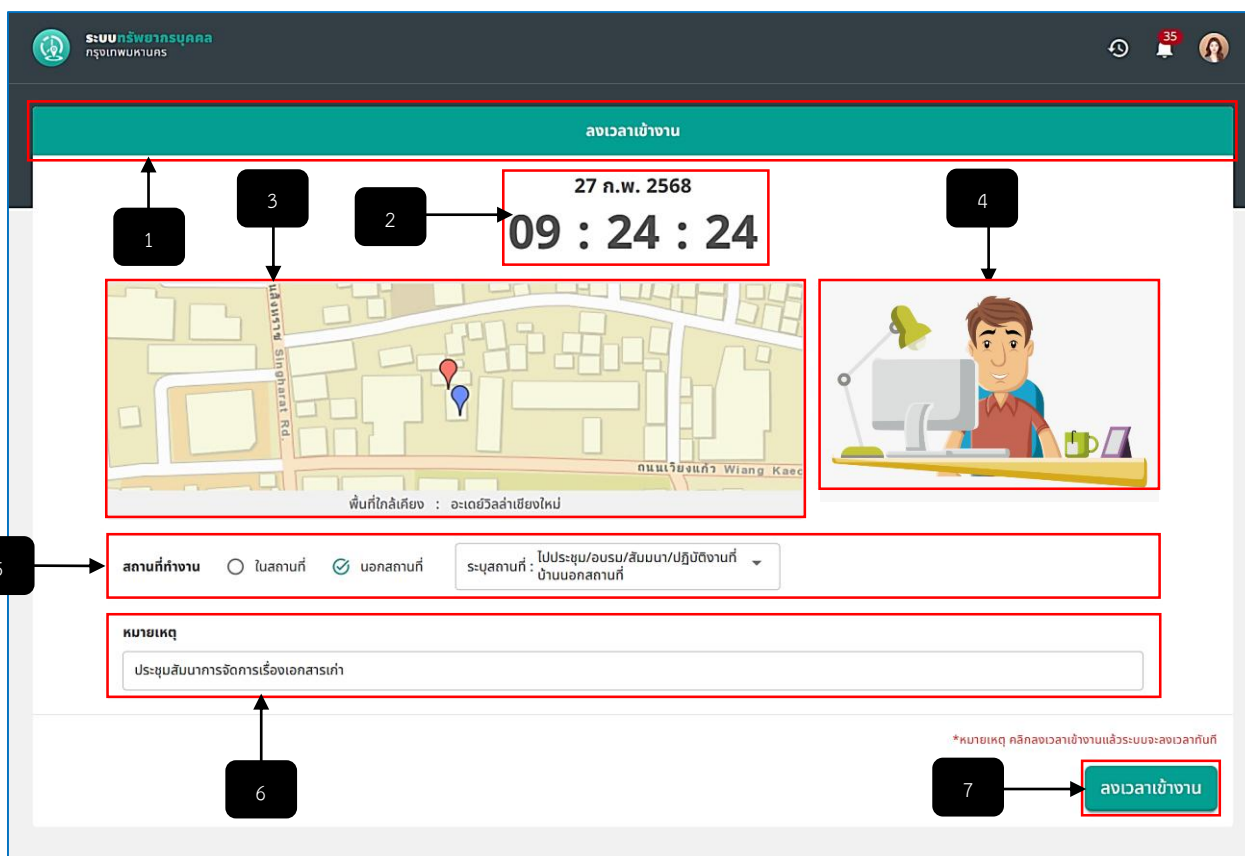 ระบบทรัพยากรบุคคล
กรุงเทพมหานคร
35
ลงเวลาเข้างาน
1
2
3
4
27 ก.พ. 2568
09 : 24 : 24
Singharat Rd.
ถนนเวียงแก้ว Wiang Kaeo
พื้นที่ใกล้เคียง : อะเดย์วิลล่าเชียงใหม่
5
สถานที่ทำงาน ในสถานที่ นอกสถานที่ ระบุสถานที่ : ไปประชุม/อบรม/สัมมนา/ปฏิบัติงานที่
บ้านนอกสถานที่
หมายเหตุ
ประชุมสัมนาการจัดการเรื่องเอกสารเก่า
6
*หมายเหตุ คลิกลงเวลาเข้างานแล้วระบบจะลงเวลาทันที
7
ลงเวลาเข้างาน